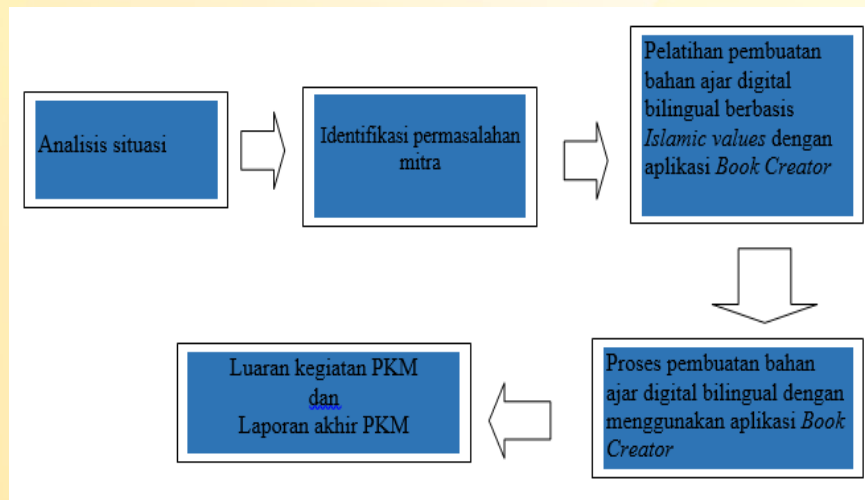 Analisis situasi
Identifikasi permasalahan
mitra
Pelatihan pembuatan
bahan ajar digital
bilingual berbasis
Islamic values dengan
aplikasi Book Creator
Proses pembuatan bahan
ajar digital bilingual dengan
menggunakan aplikasi Book
Creator
Luaran kegiatan PKM
dan
Laporan akhir PKM